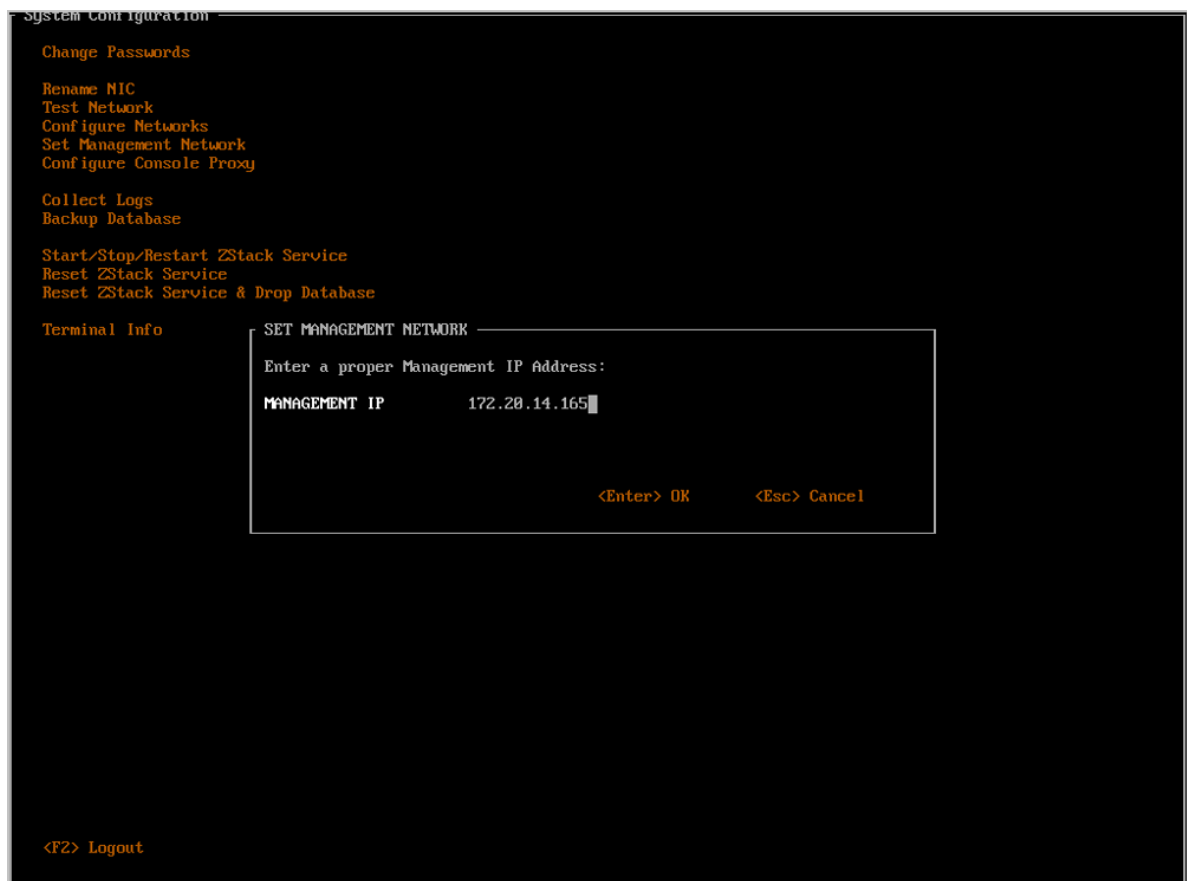 System Configuration
Change Passwords
Rename NIC
Test Network
Configure Networks
Set Management Network
Configure Console Proxy
Collect Logs
Backup Database
Start/Stop/Restart ZStack Service
Reset ZStack Service
Reset ZStack Service & Drop Database
Terminal Info
SET MANAGEMENT NETWORK
Enter a proper Management IP Address:
MANAGEMENT IP 172.20.14.165
<Enter> OK <Esc> Cancel
<F2> Logout